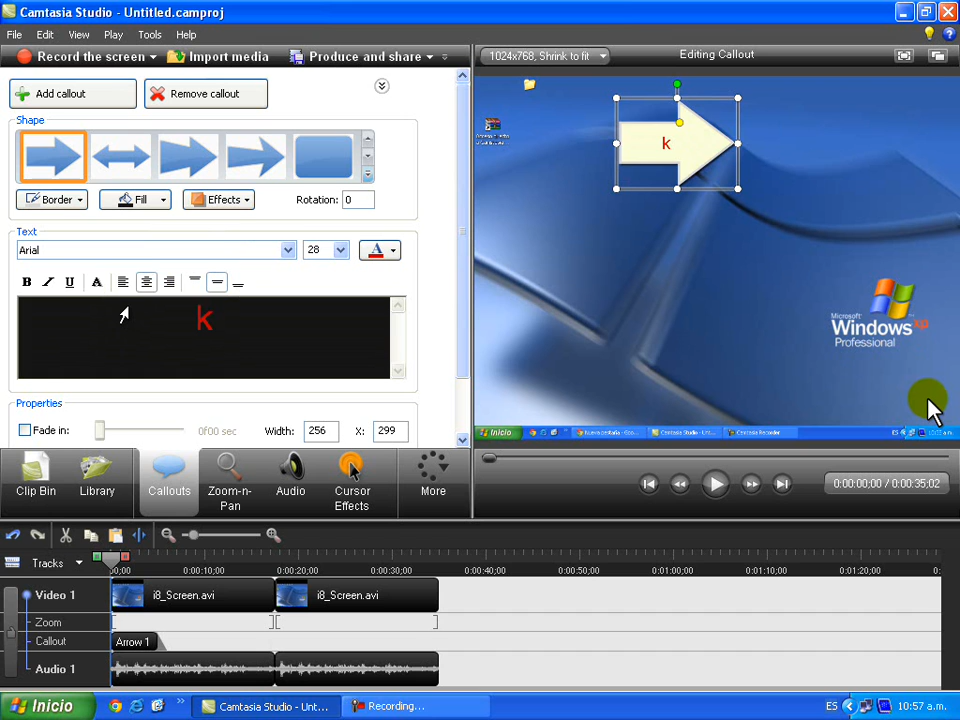 Camtasia Studio - Untitled.camproj
File Edit View Play Tools Help
Record the screen Import media Produce and share
1024x768, Shrink to fit Editing Callout
Add callout Remove callout
Shape
Border Fill Effects Rotation: 0
Text
Arial 28 A
B I U A
k
Properties
Fade in: 0f00 sec Width: 256 X: 299
k
Microsoft
Windows xp
Professional
Inicio
Clip Bin Library Callouts Zoom-n-Pan Audio Cursor Effects More
0:00:00;00 / 0:00:35;02
Tracks 00;00 0:00:10;00 0:00:20;00 0:00:30;00 0:00:40;00 0:00:50;00 0:01:00;00 0:01:10;00 0:01:20;00 0:
Video 1 i8_Screen.avi i8_Screen.avi
Zoom
Callout Arrow 1
Audio 1
Inicio Camtasia Studio - Unt... Recording... ES 10:57 a.m.